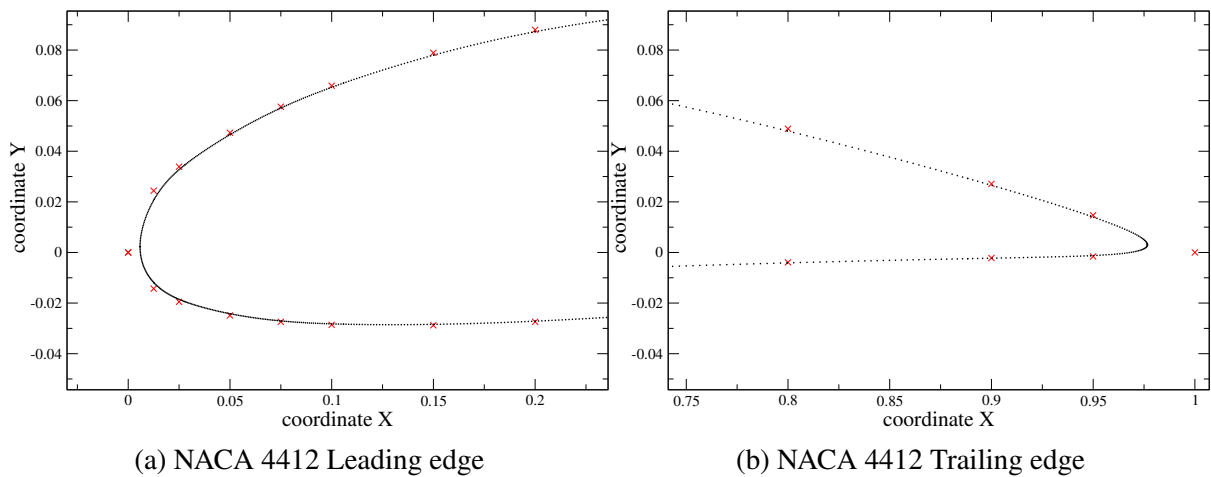 0.08
0.06
0.04
0.02
0
-0.02
-0.04
coordinate Y
0 0.05 0.1 0.15 0.2
coordinate X
(a) NACA 4412 Leading edge
0.08
0.06
0.04
0.02
0
-0.02
-0.04
coordinate Y
0.75 0.8 0.85 0.9 0.95 1
coordinate X
(b) NACA 4412 Trailing edge